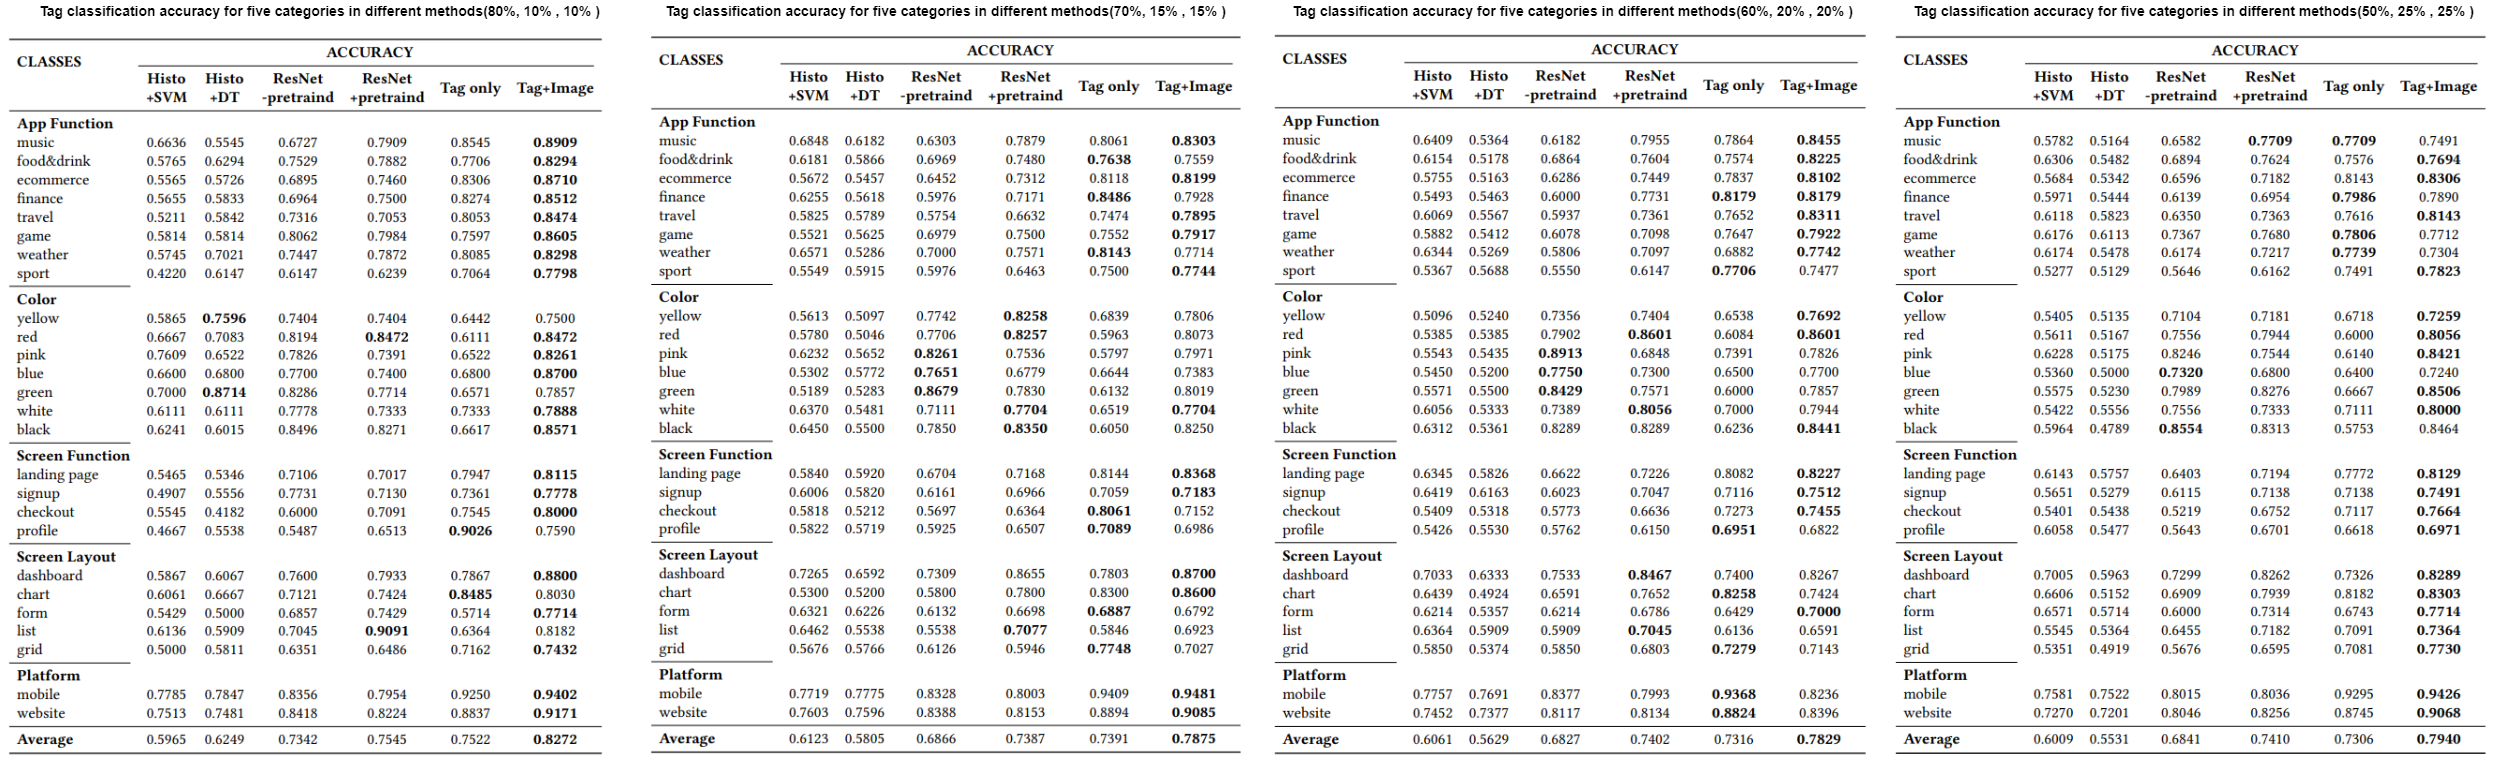 Tag classification accuracy for five categories in different methods(80%, 10% , 10% )
CLASSES
ACCURACY
Histo +SVM Histo +DT ResNet -pretraind ResNet +pretraind Tag only Tag+Image
App Function
music 0.6636 0.5545 0.6727 0.7909 0.8545 0.8909
food&drink 0.5765 0.6294 0.7529 0.7882 0.7706 0.8294
ecommerce 0.5565 0.5726 0.6895 0.7460 0.8306 0.8710
finance 0.5655 0.5833 0.6964 0.7500 0.8274 0.8512
travel 0.5211 0.5842 0.7316 0.7053 0.8053 0.8474
game 0.5814 0.5814 0.8062 0.7984 0.7597 0.8605
weather 0.5745 0.7021 0.7447 0.7872 0.8085 0.8298
sport 0.4220 0.6147 0.6147 0.6239 0.7064 0.7798
Color
yellow 0.5865 0.7596 0.7404 0.7404 0.6442 0.7500
red 0.6667 0.7083 0.8194 0.8472 0.6111 0.8472
pink 0.7609 0.6522 0.7826 0.7391 0.6522 0.8261
blue 0.6600 0.6800 0.7700 0.7400 0.6800 0.8700
green 0.7000 0.8714 0.8286 0.7714 0.6571 0.7857
white 0.6111 0.6111 0.7778 0.7333 0.7333 0.7888
black 0.6241 0.6015 0.8496 0.8271 0.6617 0.8571
Screen Function
landing page 0.5465 0.5346 0.7106 0.7017 0.7947 0.8115
signup 0.4907 0.5556 0.7731 0.7130 0.7361 0.7778
checkout 0.5545 0.4182 0.6000 0.7091 0.7545 0.8000
profile 0.4667 0.5538 0.5487 0.6513 0.9026 0.7590
Screen Layout
dashboard 0.5867 0.6067 0.7600 0.7933 0.7867 0.8800
chart 0.6061 0.6667 0.7121 0.7424 0.8485 0.8030
form 0.5429 0.5000 0.6857 0.7429 0.5714 0.7714
list 0.6136 0.5909 0.7045 0.9091 0.6364 0.8182
grid 0.5000 0.5811 0.6351 0.6486 0.7162 0.7432
Platform
mobile 0.7785 0.7847 0.8356 0.7954 0.9250 0.9402
website 0.7513 0.7481 0.8418 0.8224 0.8837 0.9171
Average 0.5965 0.6249 0.7342 0.7545 0.7522 0.8272
Tag classification accuracy for five categories in different methods(70%, 15% , 15% )
CLASSES
ACCURACY
Histo +SVM Histo +DT ResNet -pretraind ResNet +pretraind Tag only Tag+Image
App Function
music 0.6848 0.6182 0.6303 0.7879 0.8061 0.8303
food&drink 0.6181 0.5866 0.6969 0.7480 0.7638 0.7559
ecommerce 0.5672 0.5457 0.6452 0.7312 0.8118 0.8199
finance 0.6255 0.5618 0.5976 0.7171 0.8486 0.7928
travel 0.5825 0.5789 0.5754 0.6632 0.7474 0.7895
game 0.5521 0.5625 0.6979 0.7500 0.7552 0.7917
weather 0.6571 0.5286 0.7000 0.7571 0.8143 0.7714
sport 0.5549 0.5915 0.5976 0.6463 0.7500 0.7744
Color
yellow 0.5613 0.5097 0.7742 0.8258 0.6839 0.7806
red 0.5780 0.5046 0.7706 0.8257 0.5963 0.8073
pink 0.6232 0.5652 0.8261 0.7536 0.5797 0.7971
blue 0.5302 0.5772 0.7651 0.6779 0.6644 0.7383
green 0.5189 0.5283 0.8679 0.7830 0.6132 0.8019
white 0.6370 0.5481 0.7111 0.7704 0.6519 0.7704
black 0.6450 0.5500 0.7850 0.8350 0.6050 0.8250
Screen Function
landing page 0.5840 0.5920 0.6704 0.7168 0.8144 0.8368
signup 0.6006 0.5820 0.6161 0.6966 0.7059 0.7183
checkout 0.5818 0.5212 0.5697 0.6364 0.8061 0.7152
profile 0.5822 0.5719 0.5925 0.6507 0.7089 0.6986
Screen Layout
dashboard 0.7265 0.6592 0.7309 0.8655 0.7803 0.8700
chart 0.5300 0.5200 0.5800 0.7800 0.8300 0.8600
form 0.6321 0.6226 0.6132 0.6698 0.6887 0.6792
list 0.6462 0.5538 0.5538 0.7077 0.5846 0.6923
grid 0.5676 0.5766 0.6126 0.5946 0.7748 0.7027
Platform
mobile 0.7719 0.7775 0.8328 0.8003 0.9409 0.9481
website 0.7603 0.7596 0.8388 0.8153 0.8894 0.9085
Average 0.6123 0.5805 0.6866 0.7387 0.7391 0.7875
Tag classification accuracy for five categories in different methods(60%, 20% , 20% )
CLASSES
ACCURACY
Histo +SVM Histo +DT ResNet -pretraind ResNet +pretraind Tag only Tag+Image
App Function
music 0.6409 0.5364 0.6182 0.7955 0.7864 0.8455
food&drink 0.6154 0.5178 0.6864 0.7604 0.7574 0.8225
ecommerce 0.5755 0.5163 0.6286 0.7449 0.7837 0.8102
finance 0.5493 0.5463 0.6000 0.7731 0.8179 0.8179
travel 0.6069 0.5567 0.5937 0.7361 0.7652 0.8311
game 0.5882 0.5412 0.6078 0.7098 0.7647 0.7922
weather 0.6344 0.5269 0.5806 0.7097 0.6882 0.7742
sport 0.5367 0.5688 0.5550 0.6147 0.7706 0.7477
Color
yellow 0.5096 0.5240 0.7356 0.7404 0.6538 0.7692
red 0.5385 0.5385 0.7902 0.8601 0.6084 0.8601
pink 0.5543 0.5435 0.8913 0.6848 0.7391 0.7826
blue 0.5450 0.5200 0.7750 0.7300 0.6500 0.7700
green 0.5571 0.5500 0.8429 0.7571 0.6000 0.7857
white 0.6056 0.5333 0.7389 0.8056 0.7000 0.7944
black 0.6312 0.5361 0.8289 0.8289 0.6236 0.8441
Screen Function
landing page 0.6345 0.5826 0.6622 0.7226 0.8082 0.8227
signup 0.6419 0.6163 0.6023 0.7047 0.7116 0.7512
checkout 0.5409 0.5318 0.5773 0.6636 0.7273 0.7455
profile 0.5426 0.5530 0.5762 0.6150 0.6951 0.6822
Screen Layout
dashboard 0.7033 0.6333 0.7533 0.8467 0.7400 0.8267
chart 0.6439 0.4924 0.6591 0.7652 0.8258 0.7424
form 0.6214 0.5357 0.6214 0.6786 0.6429 0.7000
list 0.6364 0.5909 0.5909 0.7045 0.6136 0.6591
grid 0.5850 0.5374 0.5850 0.6803 0.7279 0.7143
Platform
mobile 0.7757 0.7691 0.8377 0.7993 0.9368 0.8236
website 0.7452 0.7377 0.8117 0.8134 0.8824 0.8396
Average 0.6061 0.5629 0.6827 0.7402 0.7316 0.7829
Tag classification accuracy for five categories in different methods(50%, 25% , 25% )
CLASSES
ACCURACY
Histo +SVM Histo +DT ResNet -pretraind ResNet +pretraind Tag only Tag+Image
App Function
music 0.5782 0.5164 0.6582 0.7709 0.7709 0.7491
food&drink 0.6306 0.5482 0.6894 0.7624 0.7576 0.7694
ecommerce 0.5684 0.5342 0.6596 0.7182 0.8143 0.8306
finance 0.5971 0.5444 0.6139 0.6954 0.7986 0.7890
travel 0.6118 0.5823 0.6350 0.7363 0.7616 0.8143
game 0.6176 0.6113 0.7367 0.7680 0.7806 0.7712
weather 0.6174 0.5478 0.6174 0.7217 0.7739 0.7304
sport 0.5277 0.5129 0.5646 0.6162 0.7491 0.7823
Color
yellow 0.5405 0.5135 0.7104 0.7181 0.6718 0.7259
red 0.5611 0.5167 0.7556 0.7944 0.6000 0.8056
pink 0.6228 0.5175 0.8246 0.7544 0.6140 0.8421
blue 0.5360 0.5000 0.7320 0.6800 0.6400 0.7240
green 0.5575 0.5230 0.7989 0.8276 0.6667 0.8506
white 0.5422 0.5556 0.7556 0.7333 0.7111 0.8000
black 0.5964 0.4789 0.8554 0.8313 0.5753 0.8464
Screen Function
landing page 0.6143 0.5757 0.6403 0.7194 0.7772 0.8129
signup 0.5651 0.5279 0.6115 0.7138 0.7138 0.7491
checkout 0.5401 0.5438 0.5219 0.6752 0.7117 0.7664
profile 0.6058 0.5477 0.5643 0.6701 0.6618 0.6971
Screen Layout
dashboard 0.7005 0.5963 0.7299 0.8262 0.7326 0.8289
chart 0.6606 0.5152 0.6909 0.7939 0.8182 0.8303
form 0.6571 0.5714 0.6000 0.7314 0.6743 0.7714
list 0.5545 0.5364 0.6455 0.7182 0.7091 0.7364
grid 0.5351 0.4919 0.5676 0.6595 0.7081 0.7730
Platform
mobile 0.7581 0.7522 0.8015 0.8036 0.9295 0.9426
website 0.7270 0.7201 0.8046 0.8256 0.8745 0.9068
Average 0.6009 0.5531 0.6841 0.7410 0.7306 0.7940